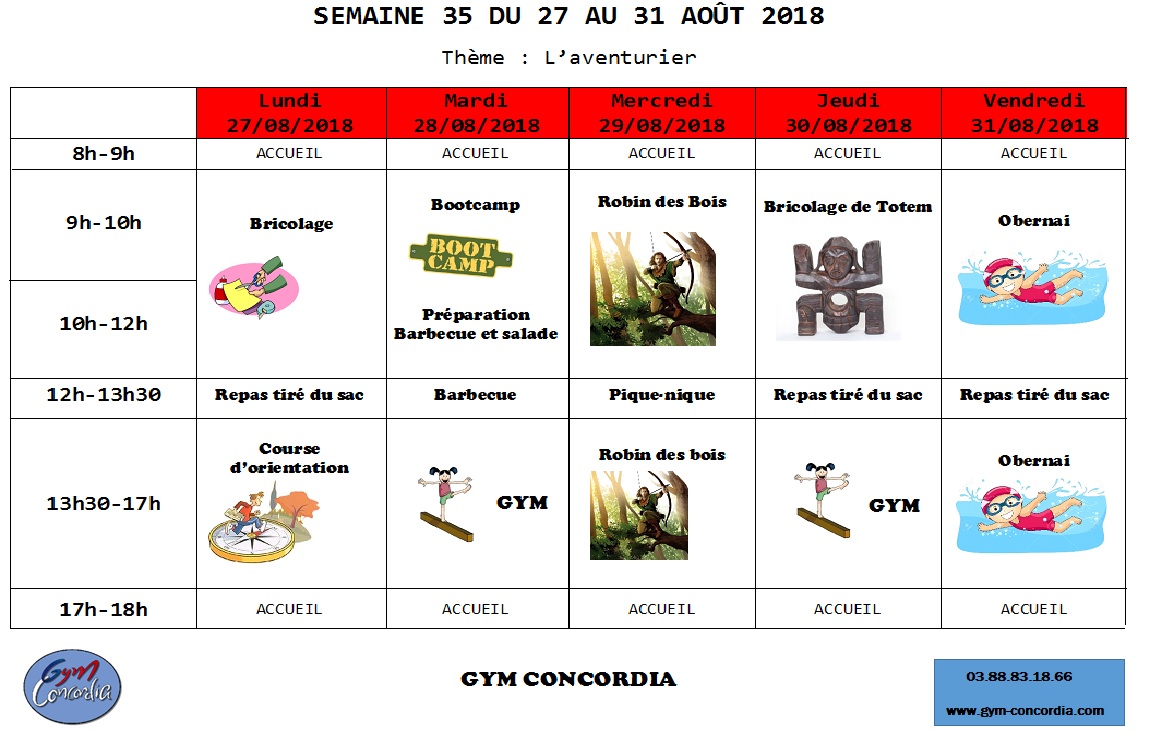 SEMAINE 35 DU 27 AU 31 AOÛT 2018
Thème : L’aventurier
Lundi
27/08/2018
Mardi
28/08/2018
Mercredi
29/08/2018
Jeudi
30/08/2018
Vendredi
31/08/2018
8h-9h
ACCUEIL
ACCUEIL
ACCUEIL
ACCUEIL
ACCUEIL
9h-10h
Bricolage
Bootcamp
BOOT
CAMP
Robin des Bois
Bricolage de Totem
Obernai
10h-12h
Préparation
Barbecue et salade
12h-13h30
Repas tiré du sac
Barbecue
Pique-nique
Repas tiré du sac
Repas tiré du sac
13h30-17h
Course
d’orientation
GYM
Robin des bois
GYM
Obernai
17h-18h
ACCUEIL
ACCUEIL
ACCUEIL
ACCUEIL
ACCUEIL
Gym
Concordia
GYM CONCORDIA
03.88.83.18.66
www.gym-concordia.com